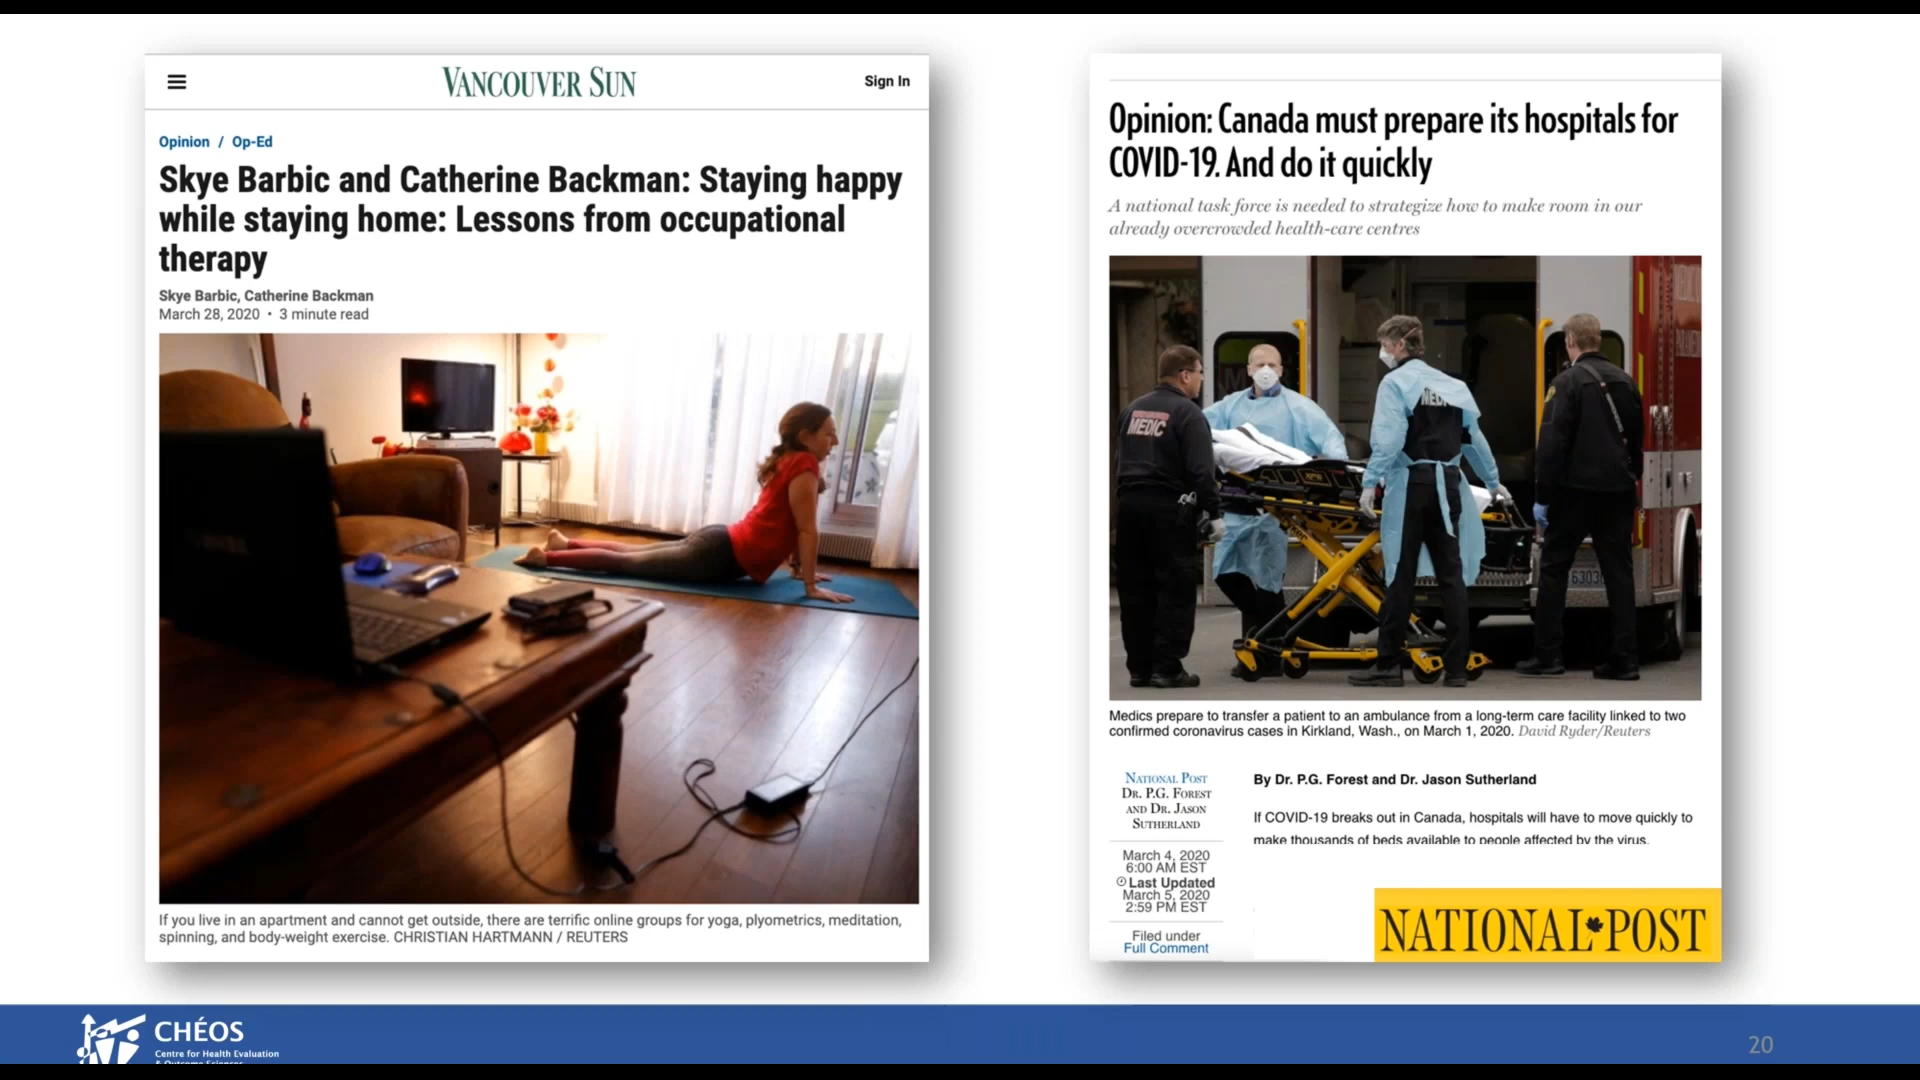 VANCOUVER SUN
Sign In
Opinion / Op-Ed
Skye Barbic and Catherine Backman: Staying happy
while staying home: Lessons from occupational
therapy
Skye Barbic, Catherine Backman
March 28, 2020 • 3 minute read
If you live in an apartment and cannot get outside, there are terrific online groups for yoga, plyometrics, meditation,
spinning, and body-weight exercise. CHRISTIAN HARTMANN / REUTERS
Opinion: Canada must prepare its hospitals for
COVID-19. And do it quickly
A national task force is needed to strategize how to make room in our
already overcrowded health-care centres
MEDIC
Medics prepare to transfer a patient to an ambulance from a long-term care facility linked to two
confirmed coronavirus cases in Kirkland, Wash., on March 1, 2020. David Ryder/Reuters
NATIONAL POST
DR. P.G. FOREST
AND DR. JASON
SUTHERLAND
March 4, 2020
6:00 AM EST
Last Updated
March 5, 2020
2:59 PM EST
Filed under
Full Comment
By Dr. P.G. Forest and Dr. Jason Sutherland
If COVID-19 breaks out in Canada, hospitals will have to move quickly to
make thousands of beds available to people affected by the virus.
NATIONAL POST
CHÉOS
Centre for Health Evaluation
& Outcome Sciences
20